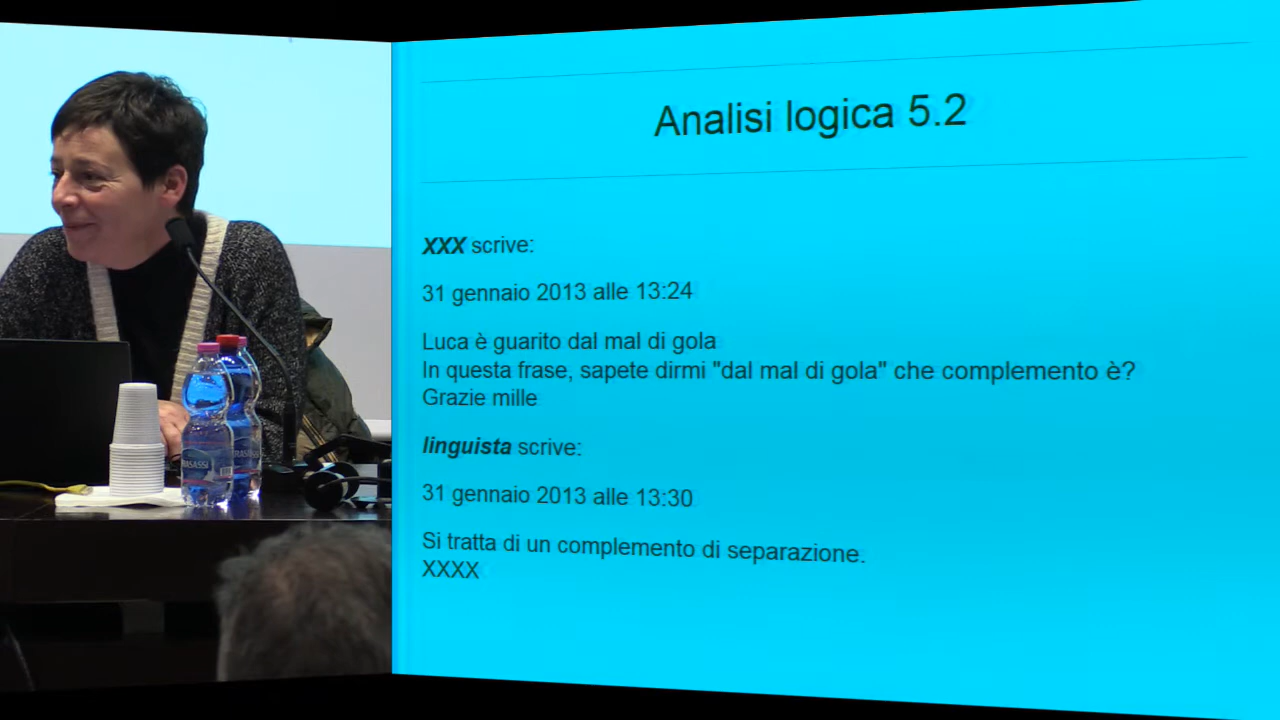 Analisi logica 5.2
XXX scrive:
31 gennaio 2013 alle 13:24
Luca è guarito dal mal di gola
In questa frase, sapete dirmi "dal mal di gola" che complemento è?
Grazie mille
linguista scrive:
31 gennaio 2013 alle 13:30
Si tratta di un complemento di separazione.
XXXX